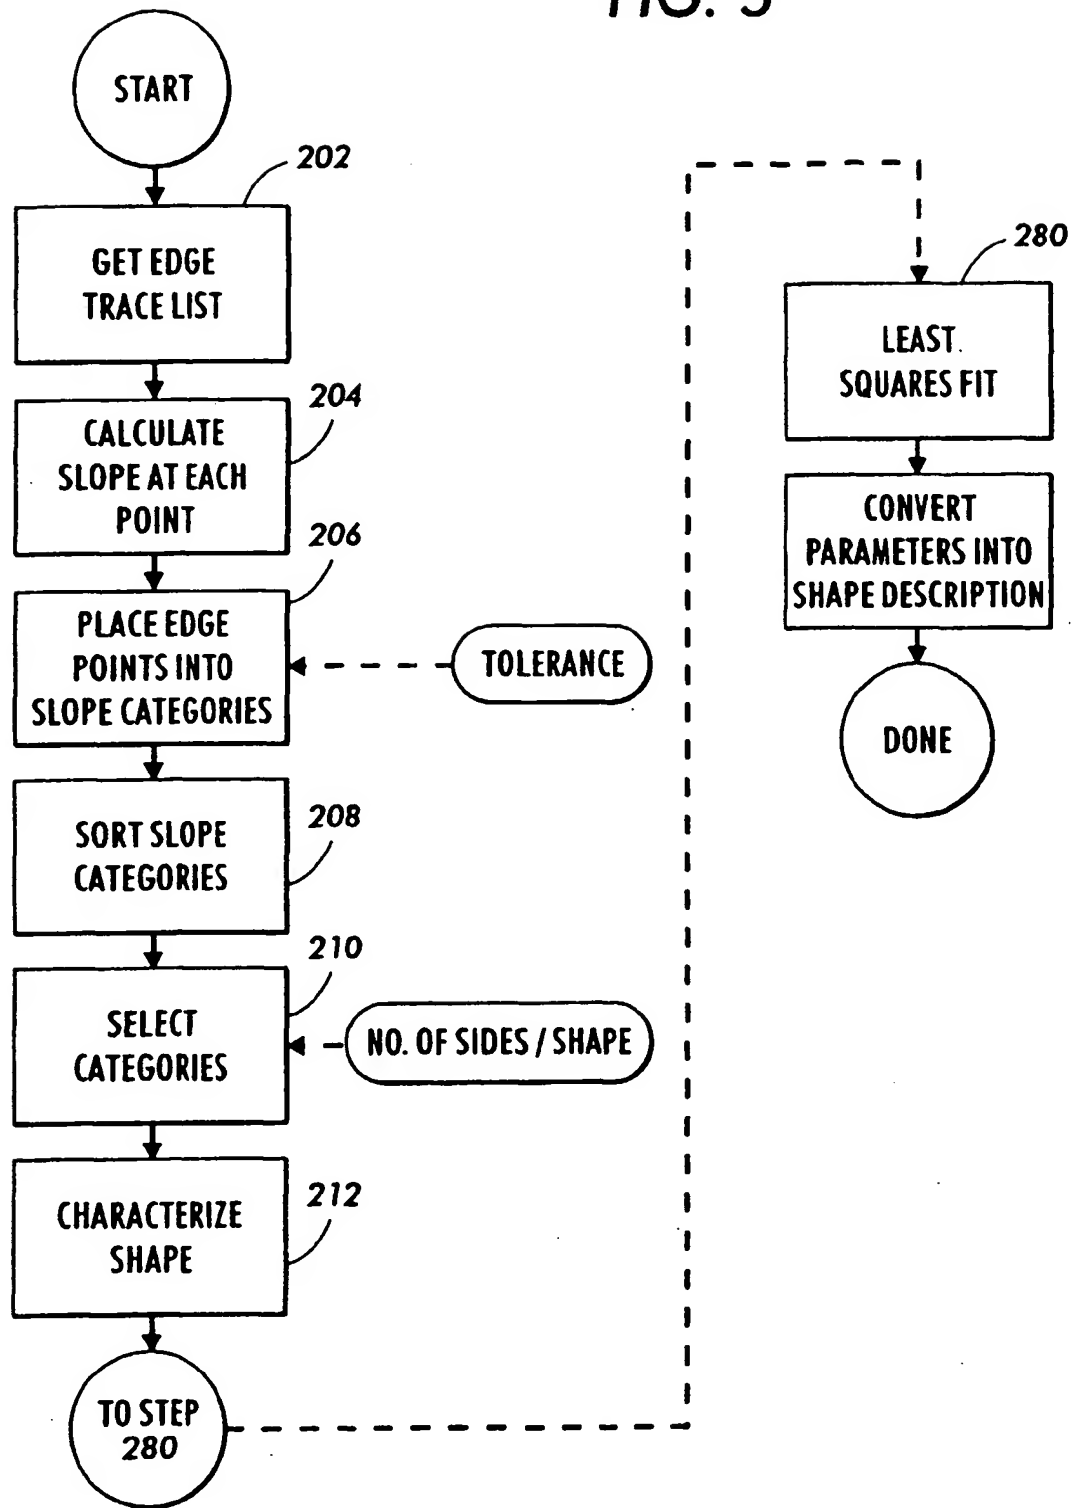 START
202
GET EDGE
TRACE LIST
204
CALCULATE
SLOPE AT EACH
POINT
206
PLACE EDGE
POINTS INTO
SLOPE CATEGORIES
TOLERANCE
208
SORT SLOPE
CATEGORIES
210
SELECT
CATEGORIES
NO. OF SIDES / SHAPE
212
CHARACTERIZE
SHAPE
TO STEP
280
280
LEAST
SQUARES FIT
CONVERT
PARAMETERS INTO
SHAPE DESCRIPTION
DONE